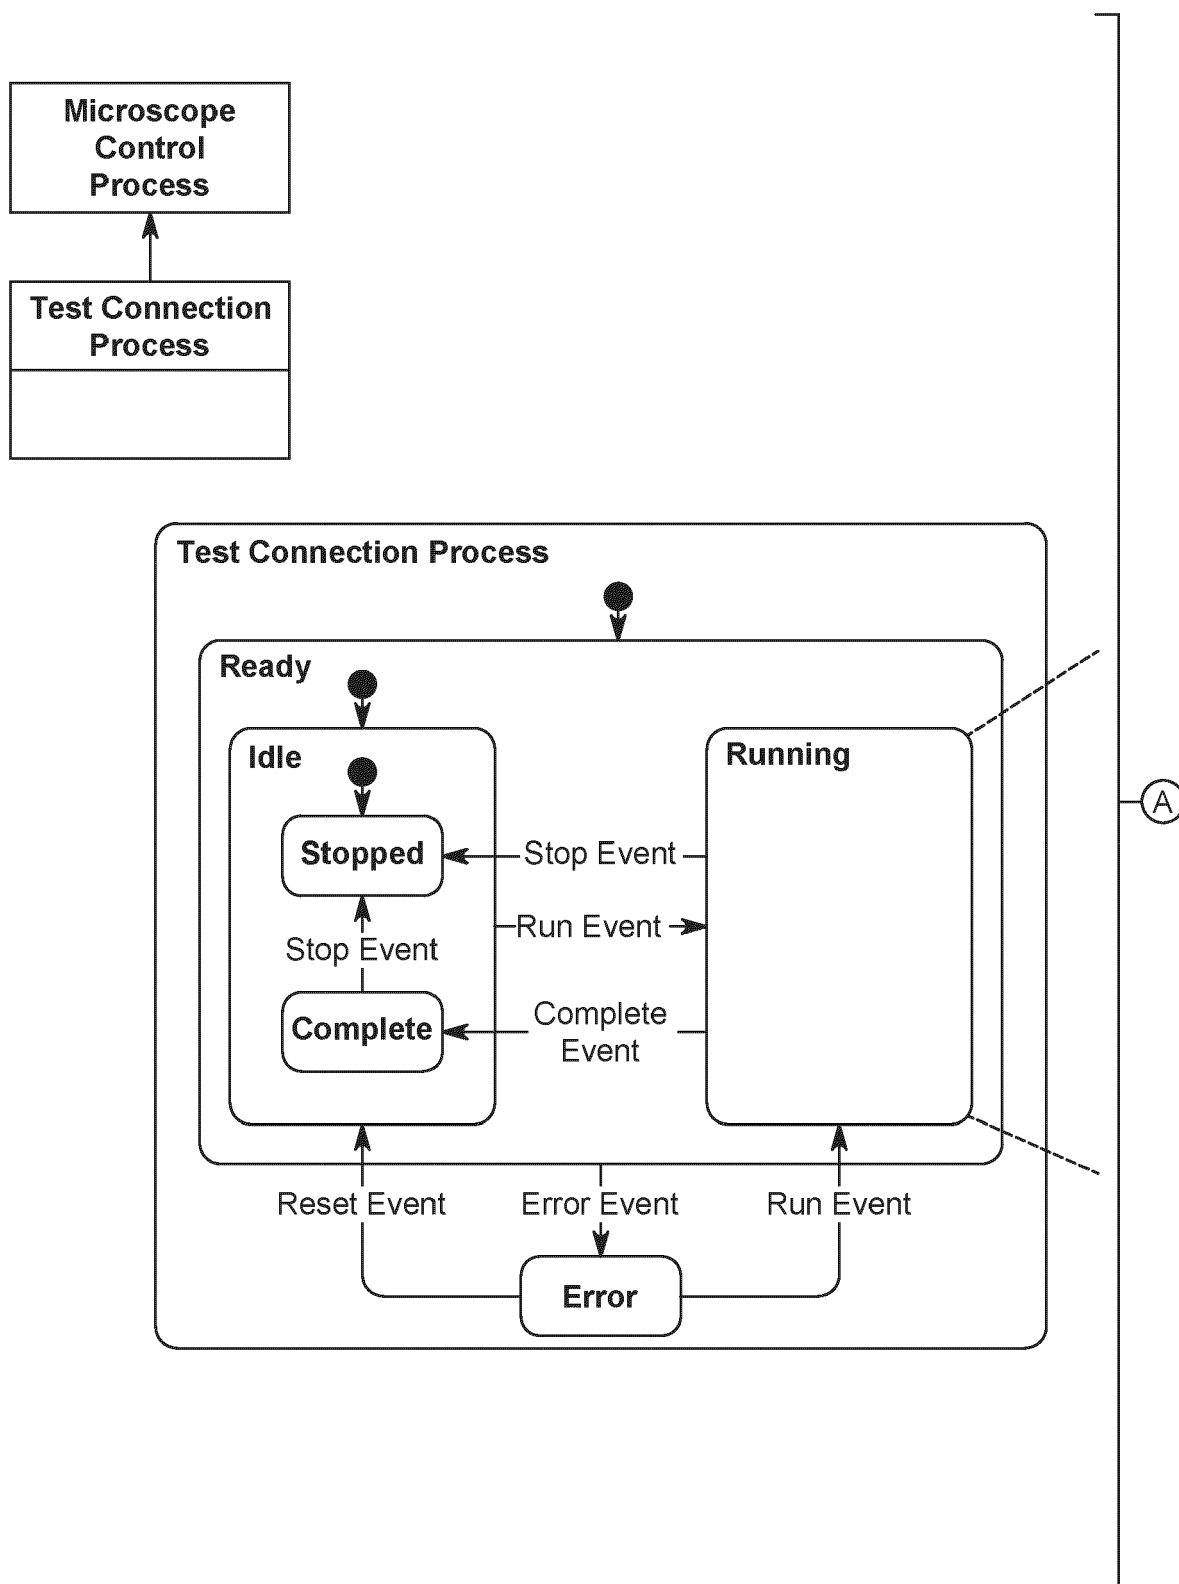 Microscope
Control
Process
Test Connection
Process
Test Connection Process
Ready
Idle
Running
Stopped
Stop Event
Run Event
Stop Event
Complete
Event
Complete
Reset Event
Error Event
Run Event
Error
A